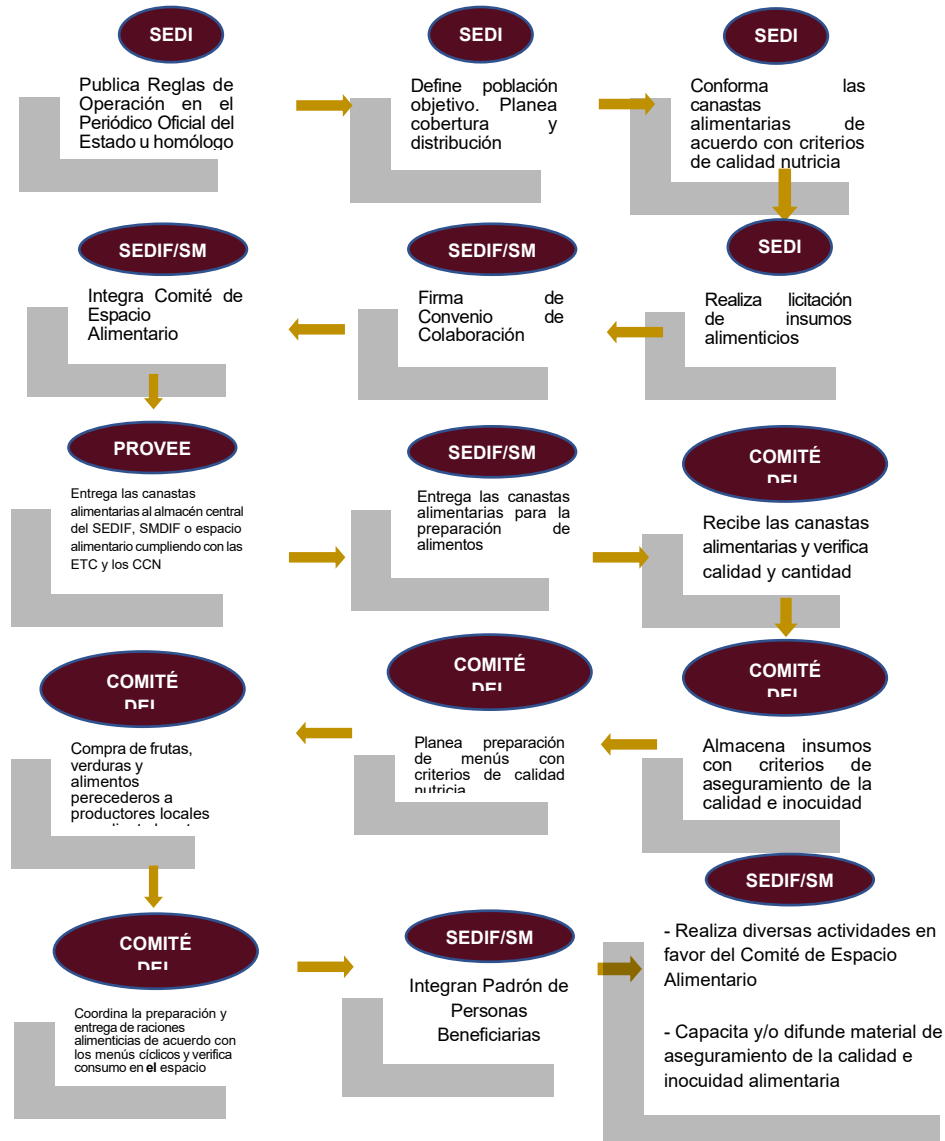 SEDI
Publica Reglas de
Operación en el
Periódico Oficial del
Estado u homólogo
SEDI
Define población
objetivo. Planea
cobertura y
distribución
SEDI
Conforma las
canastas
alimentarias de
acuerdo con criterios
de calidad nutricia
SEDI
Realiza licitación
de insumos
alimenticios
SEDIF/SM
Firma de
Convenio de
Colaboración
SEDIF/SM
Integra Comité de
Espacio
Alimentario
PROVEE
Entrega las canastas
alimentarias al almacén central
del SEDIF, SMDIF o espacio
alimentario cumpliendo con las
ETC y los CCN
SEDIF/SM
Entrega las canastas
alimentarias para la
preparación de
alimentos
COMITÉ
DEL
Recibe las canastas
alimentarias y verifica
calidad y cantidad
COMITÉ
DEL
Almacena insumos
con criterios de
aseguramiento de la
calidad e inocuidad
COMITÉ
DEL
Planea preparación
de menús con
criterios de calidad
nutricia
COMITÉ
DEL
Compra de frutas,
verduras y
alimentos
perecederos a
productores locales
COMITÉ
DEL
Coordina la preparación y
entrega de raciones
alimenticias de acuerdo con
los menús cíclicos y verifica
consumo en el espacio
SEDIF/SM
Integran Padrón de
Personas
Beneficiarias
SEDIF/SM
- Realiza diversas actividades en
favor del Comité de Espacio
Alimentario
- Capacita y/o difunde material de
aseguramiento de la calidad e
inocuidad alimentaria